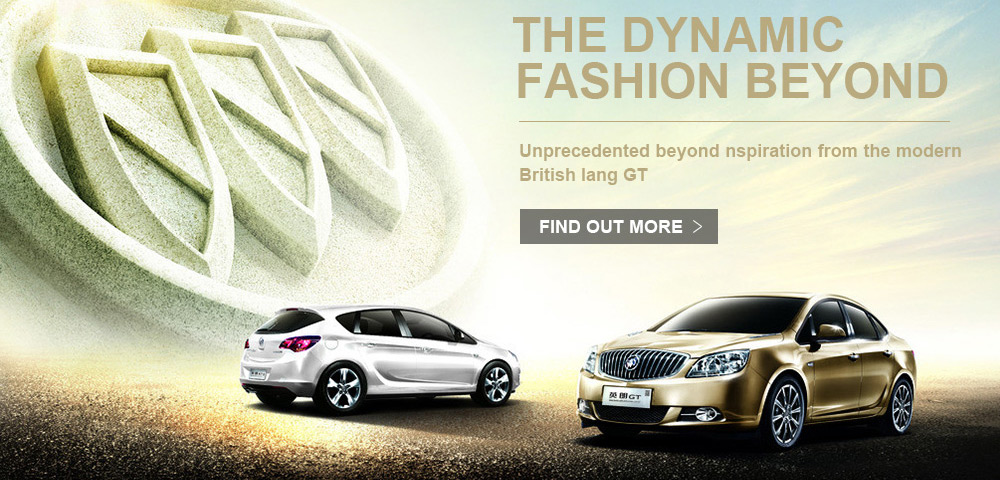 THE DYNAMIC
FASHION BEYOND
Unprecedented beyond nspiration from the modern
British lang GT
FIND OUT MORE >
英朗GT